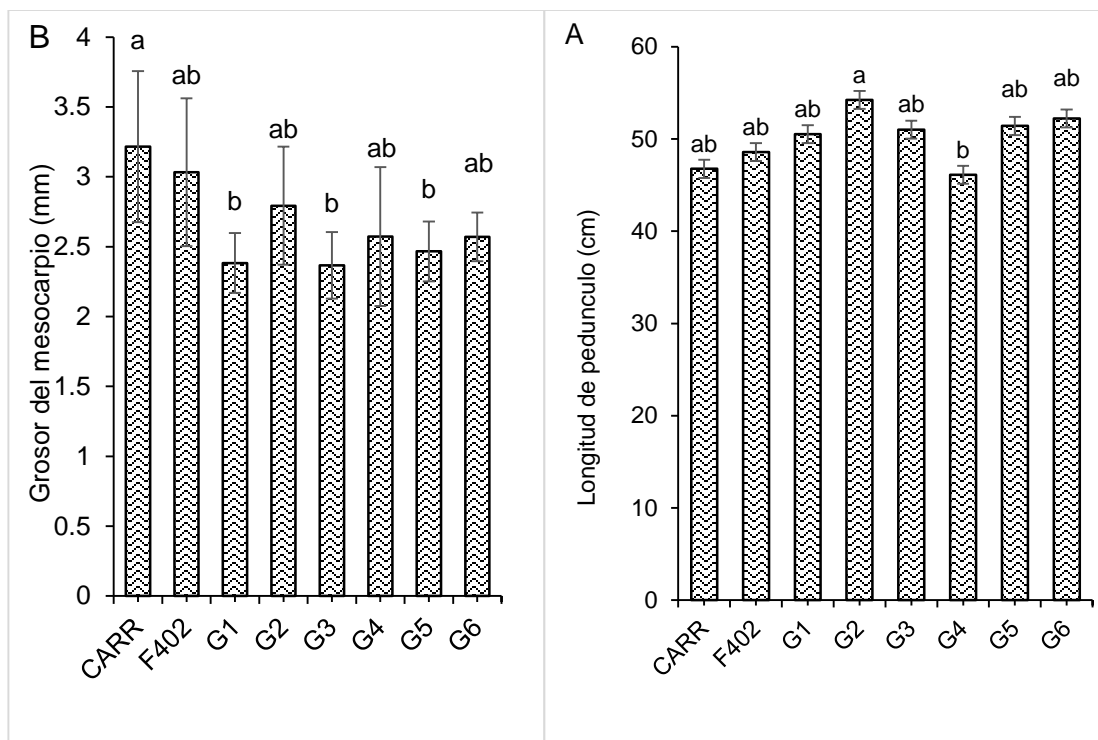 B
Grosor del mesocarpio (mm)
4
3.5
3
2.5
2
1.5
1
0.5
0
a
ab
b
ab
b
ab
b
ab
CARR
F402
G1
G2
G3
G4
G5
G6
A
Longitud de pedunculo (cm)
60
50
40
30
20
10
0
ab
ab
ab
a
ab
b
ab
ab
CARR
F402
G1
G2
G3
G4
G5
G6